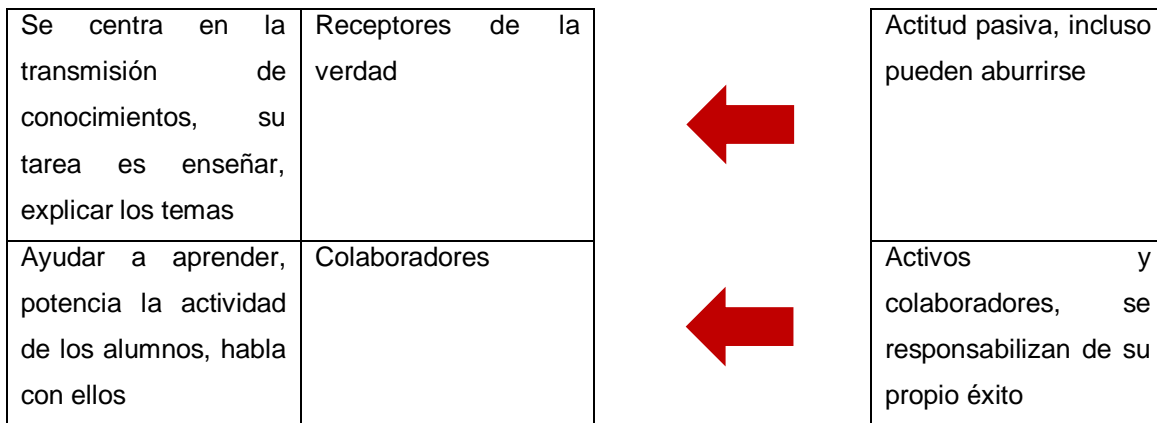 Se centra en la
transmisión de
conocimientos, su
tarea es enseñar,
explicar los temas
Receptores de la
verdad
Actitud pasiva, incluso
pueden aburrirse
Ayudar a aprender,
potencia la actividad
de los alumnos, habla
con ellos
Colaboradores
Activos y
colaboradores, se
responsabilizan de su
propio éxito